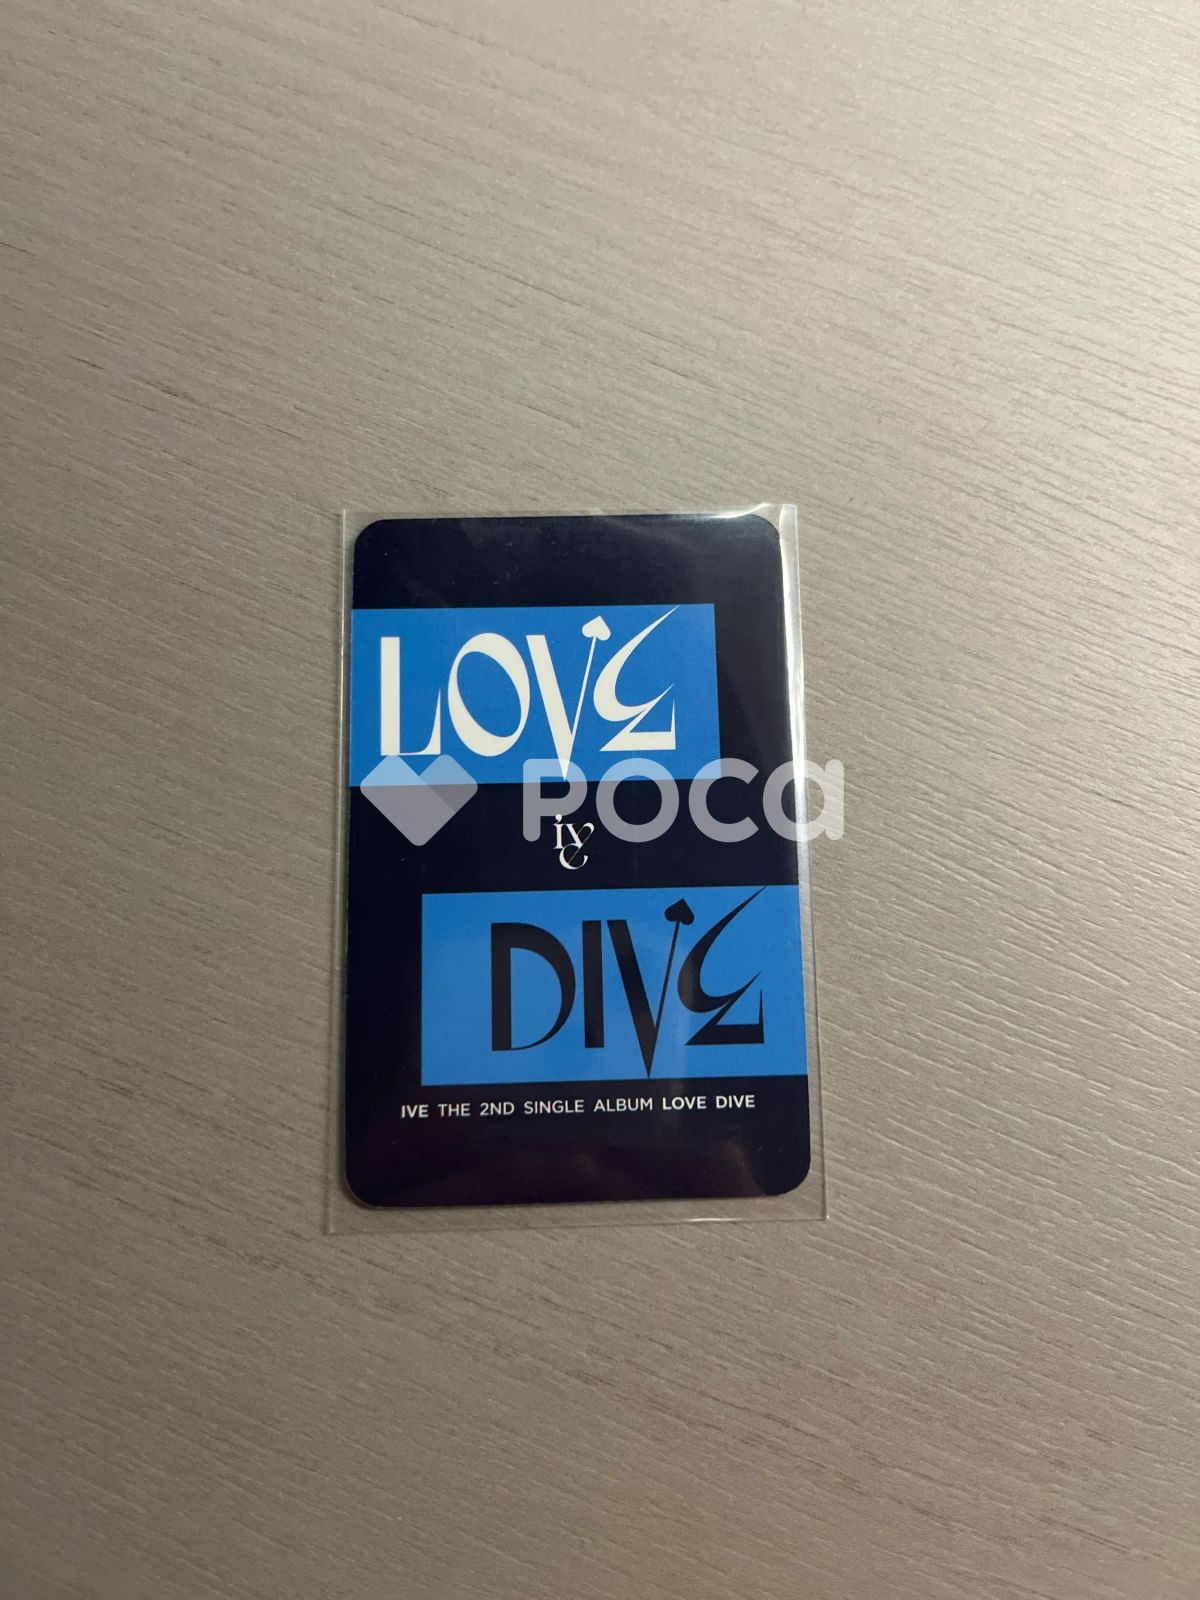 LOVE
POCA
ive
DIVE
IVE THE 2ND SINGLE ALBUM LOVE DIVE